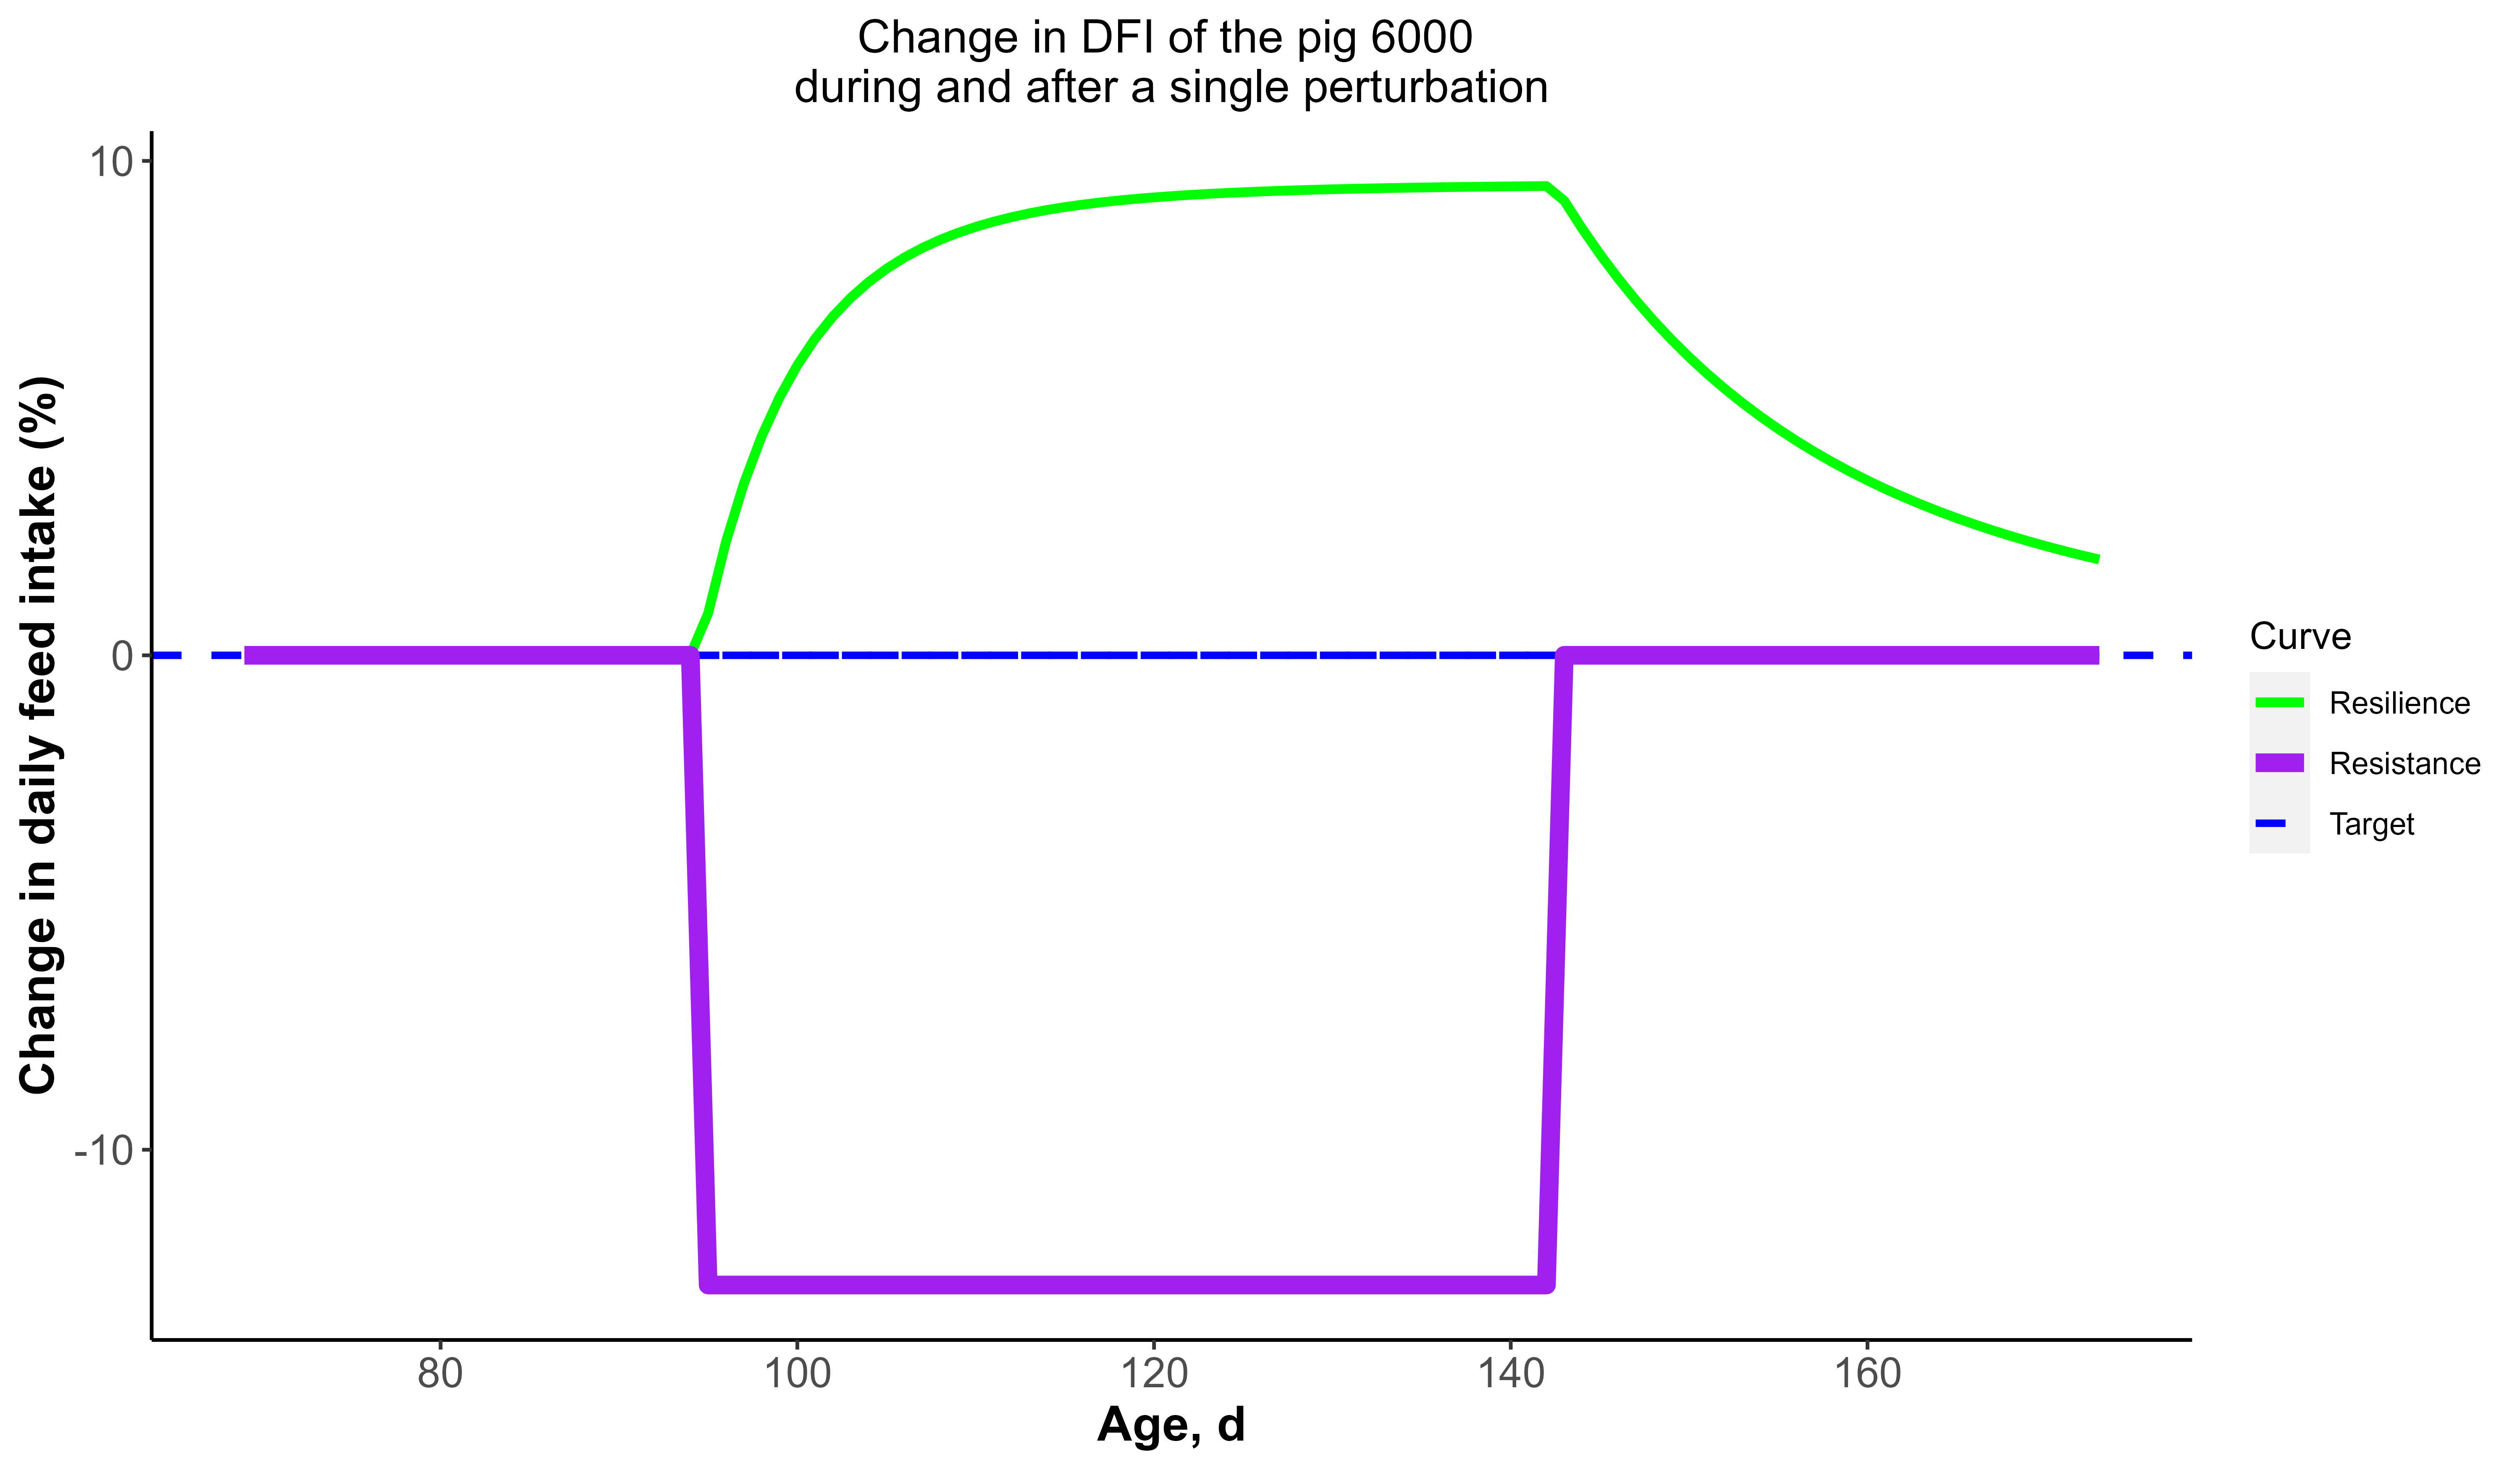 Change in DFI of the pig 6000
during and after a single perturbation
Change in daily feed intake (%)
10
0
-10
80
100
120
140
160
Age, d
Curve
Resilience
Resistance
Target